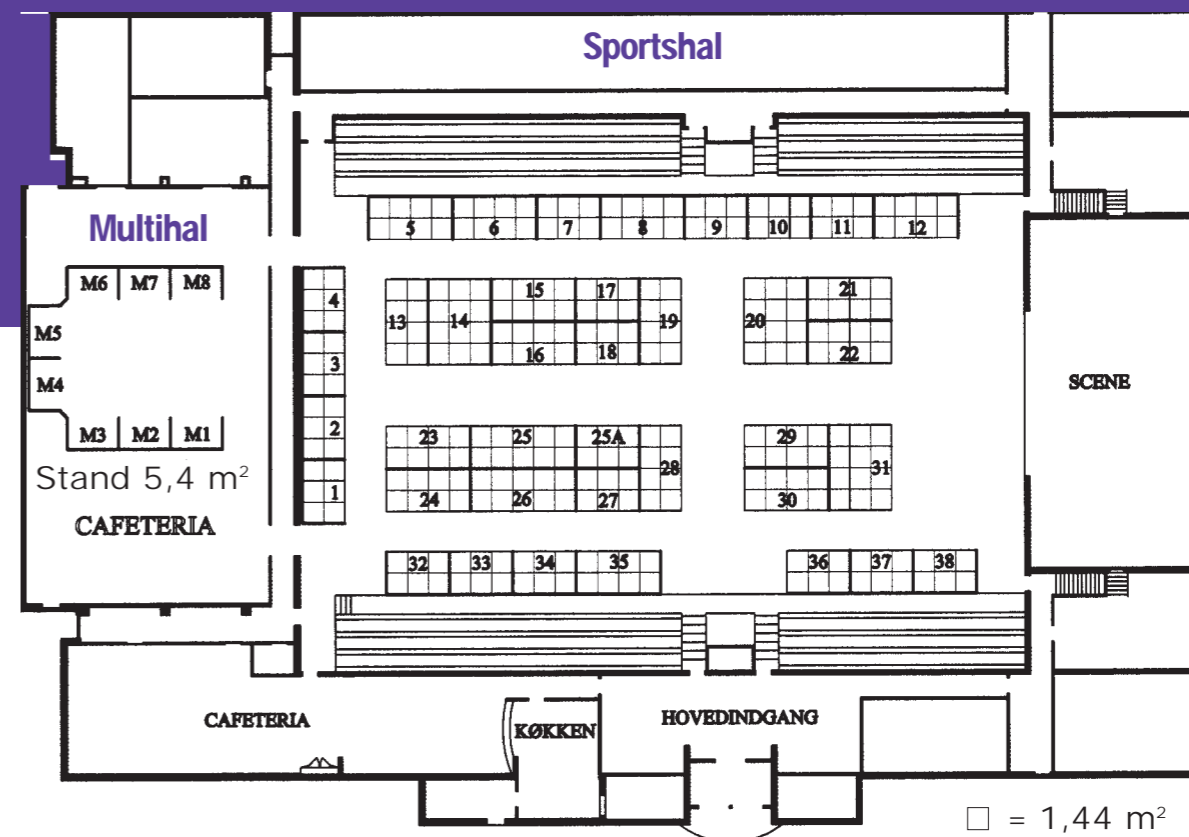 Sportshal
Multihal
5 6 7 8 9 10 11 12
M6 M7 M8
M5
M4
M3 M2 M1
Stand 5,4 m²
CAFETERIA
4
3
2
1
13 14 15 17 19
16 18
20 21
22
23 25 25A 28
24 26 27
29 31
30
32 33 34 35
36 37 38
SCENE
CAFETERIA
KØKKEN
HOVEDINDGANG
□ = 1,44 m²